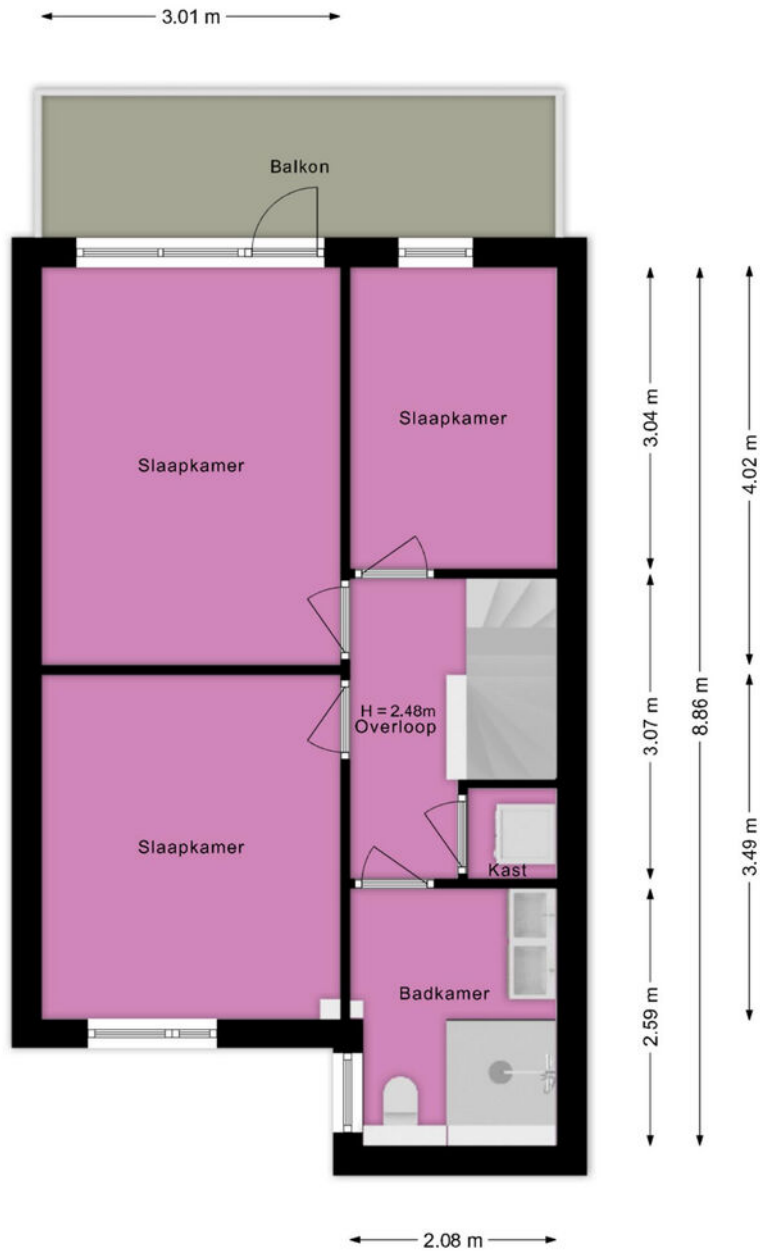 3.01 m
Balkon
Slaapkamer
Slaapkamer
3.04 m
4.02 m
H = 2.48m
Overloop
3.07 m
8.86 m
Slaapkamer
Kast
3.49 m
Badkamer
2.59 m
2.08 m